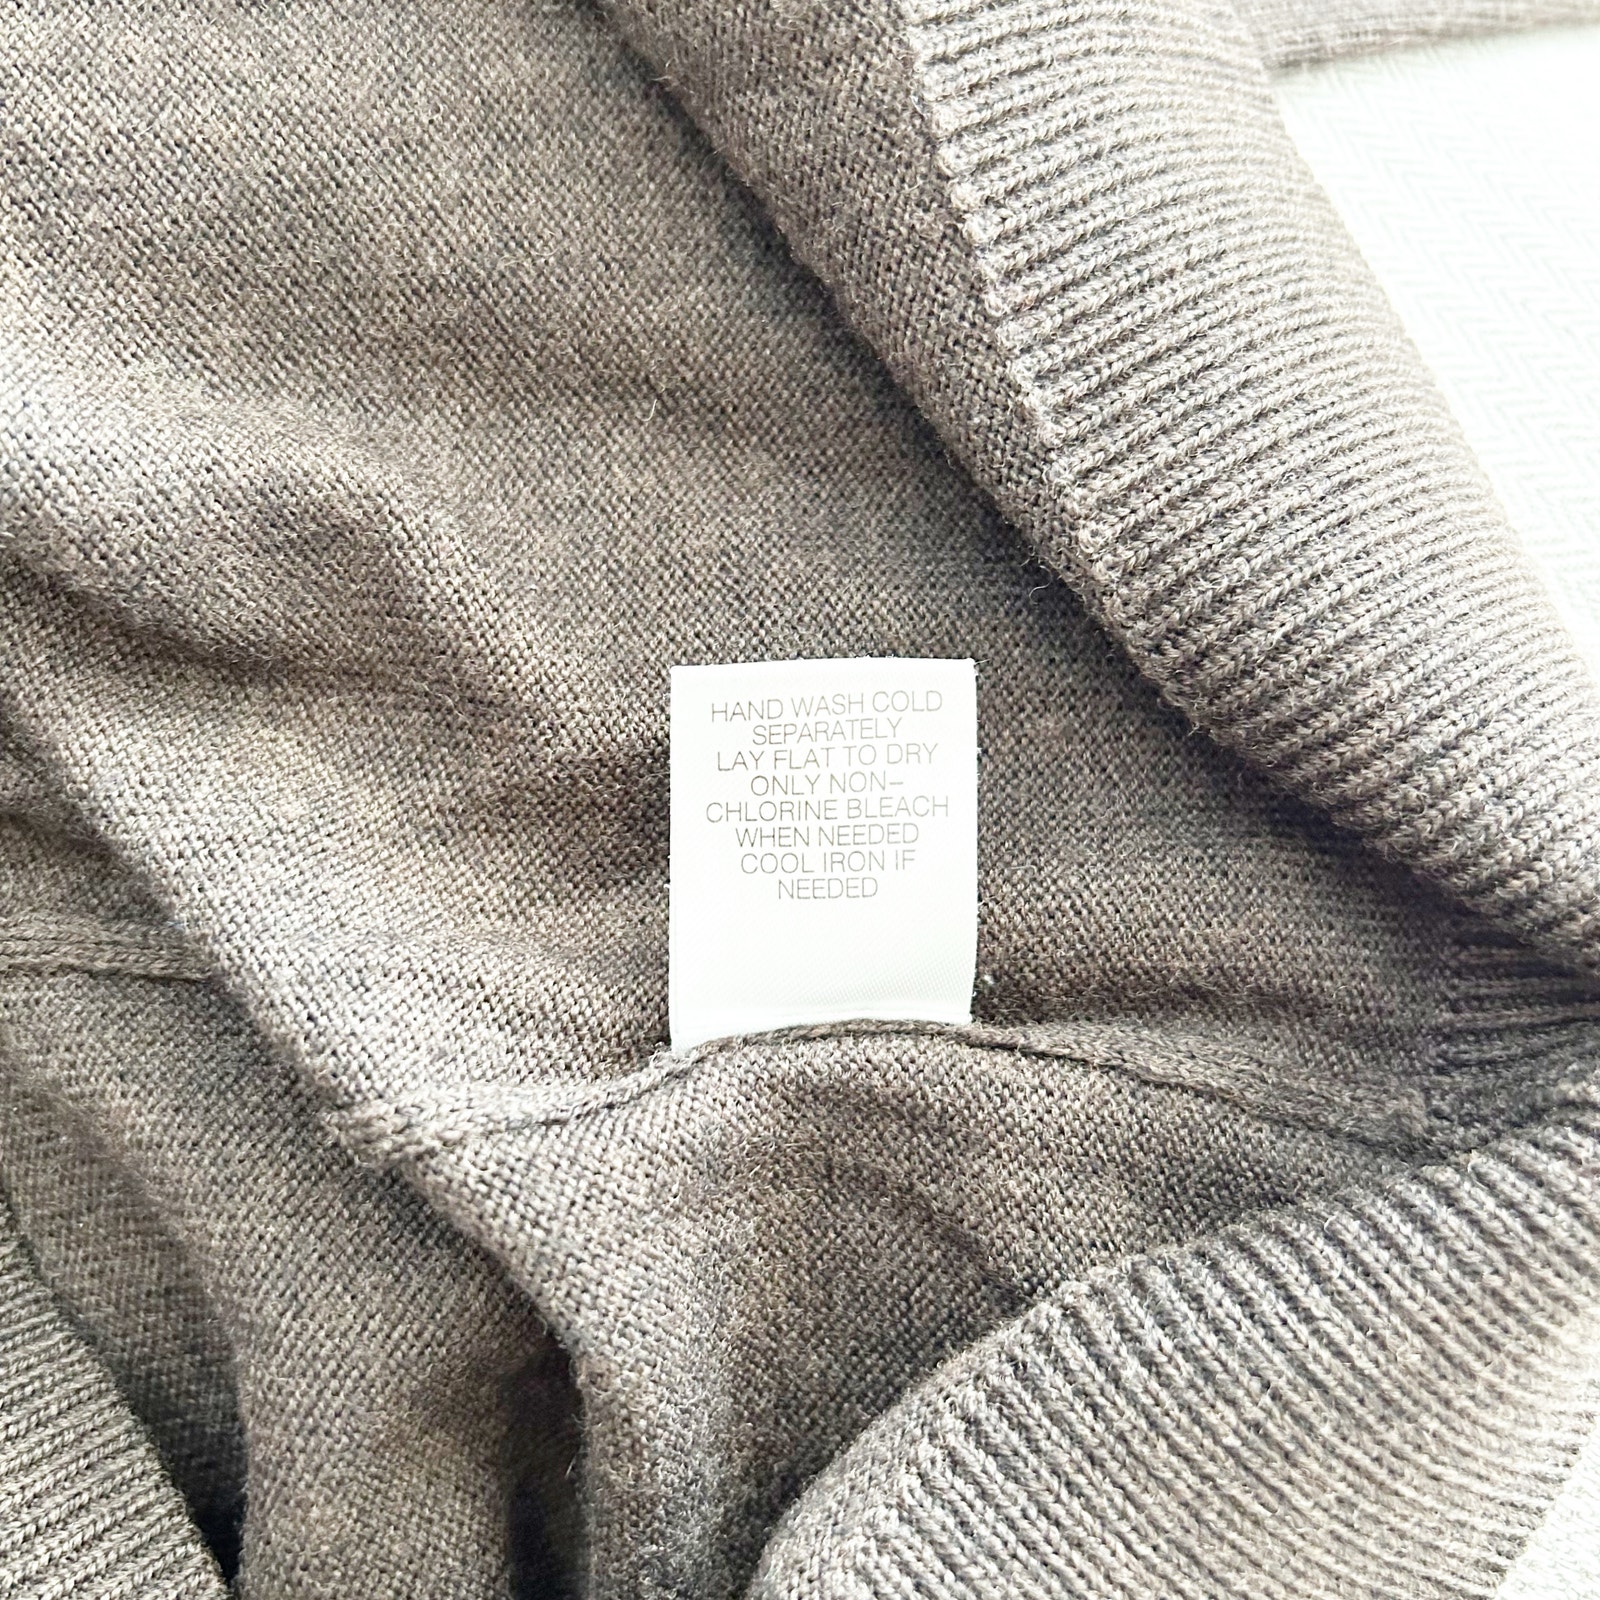 HAND WASH COLD
SEPARATELY
LAY FLAT TO DRY
ONLY NON–
CHLORINE BLEACH
WHEN NEEDED
COOL IRON IF
NEEDED